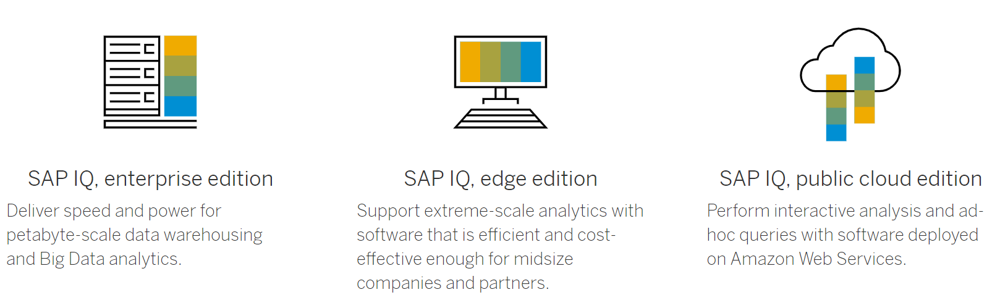 SAP IQ, enterprise edition
Deliver speed and power for
petabyte-scale data warehousing
and Big Data analytics.
SAP IQ, edge edition
Support extreme-scale analytics with
software that is efficient and cost-
effective enough for midsize
companies and partners.
SAP IQ, public cloud edition
Perform interactive analysis and ad-
hoc queries with software deployed
on Amazon Web Services.